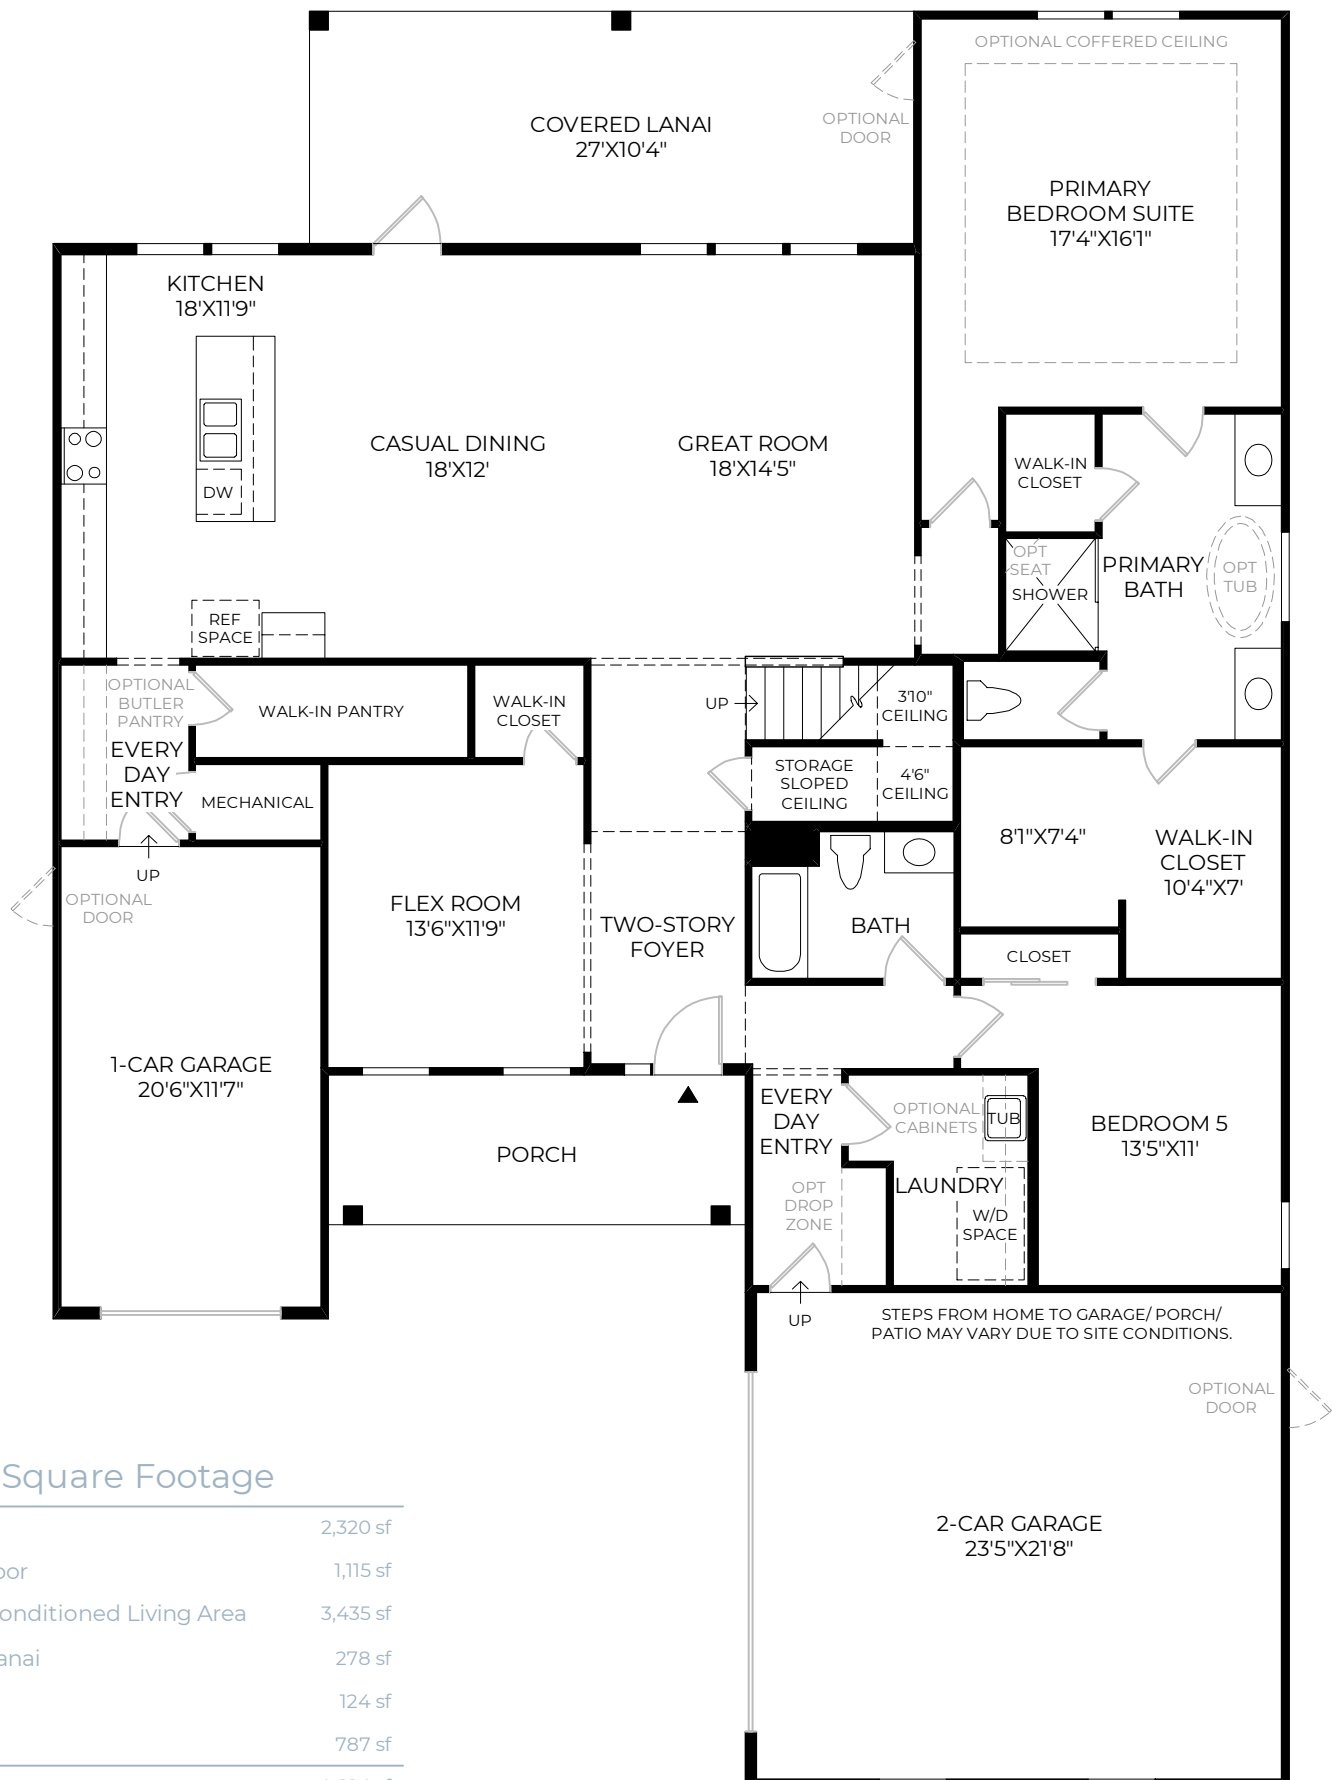 OPTIONAL COFFERED CEILING
COVERED LANAI
27'X10'4"
OPTIONAL
DOOR
PRIMARY
BEDROOM SUITE
17'4"X16'1"
KITCHEN
18'X11'9"
CASUAL DINING
18'X12'
GREAT ROOM
18'X14'5"
DW
WALK-IN
CLOSET
OPT
SEAT
SHOWER
PRIMARY
BATH
OPT
TUB
REF
SPACE
OPTIONAL
BUTLER
PANTRY
WALK-IN PANTRY
WALK-IN
CLOSET
UP
3'10"
CEILING
EVERY
DAY
ENTRY
MECHANICAL
STORAGE
SLOPED
CEILING
4'6"
CEILING
8'1"X7'4"
WALK-IN
CLOSET
10'4"X7'
UP
OPTIONAL
DOOR
FLEX ROOM
13'6"X11'9"
TWO-STORY
FOYER
BATH
CLOSET
1-CAR GARAGE
20'6"X11'7"
PORCH
EVERY
DAY
ENTRY
OPTIONAL
CABINETS
TUB
BEDROOM 5
13'5"X11'
OPT
DROP
ZONE
LAUNDRY
W/D
SPACE
UP
STEPS FROM HOME TO GARAGE/ PORCH/
PATIO MAY VARY DUE TO SITE CONDITIONS.
OPTIONAL
DOOR
2-CAR GARAGE
23'5"X21'8"
Square Footage
2,320 sf
oor 1,115 sf
onditioned Living Area 3,435 sf
anai 278 sf
124 sf
787 sf